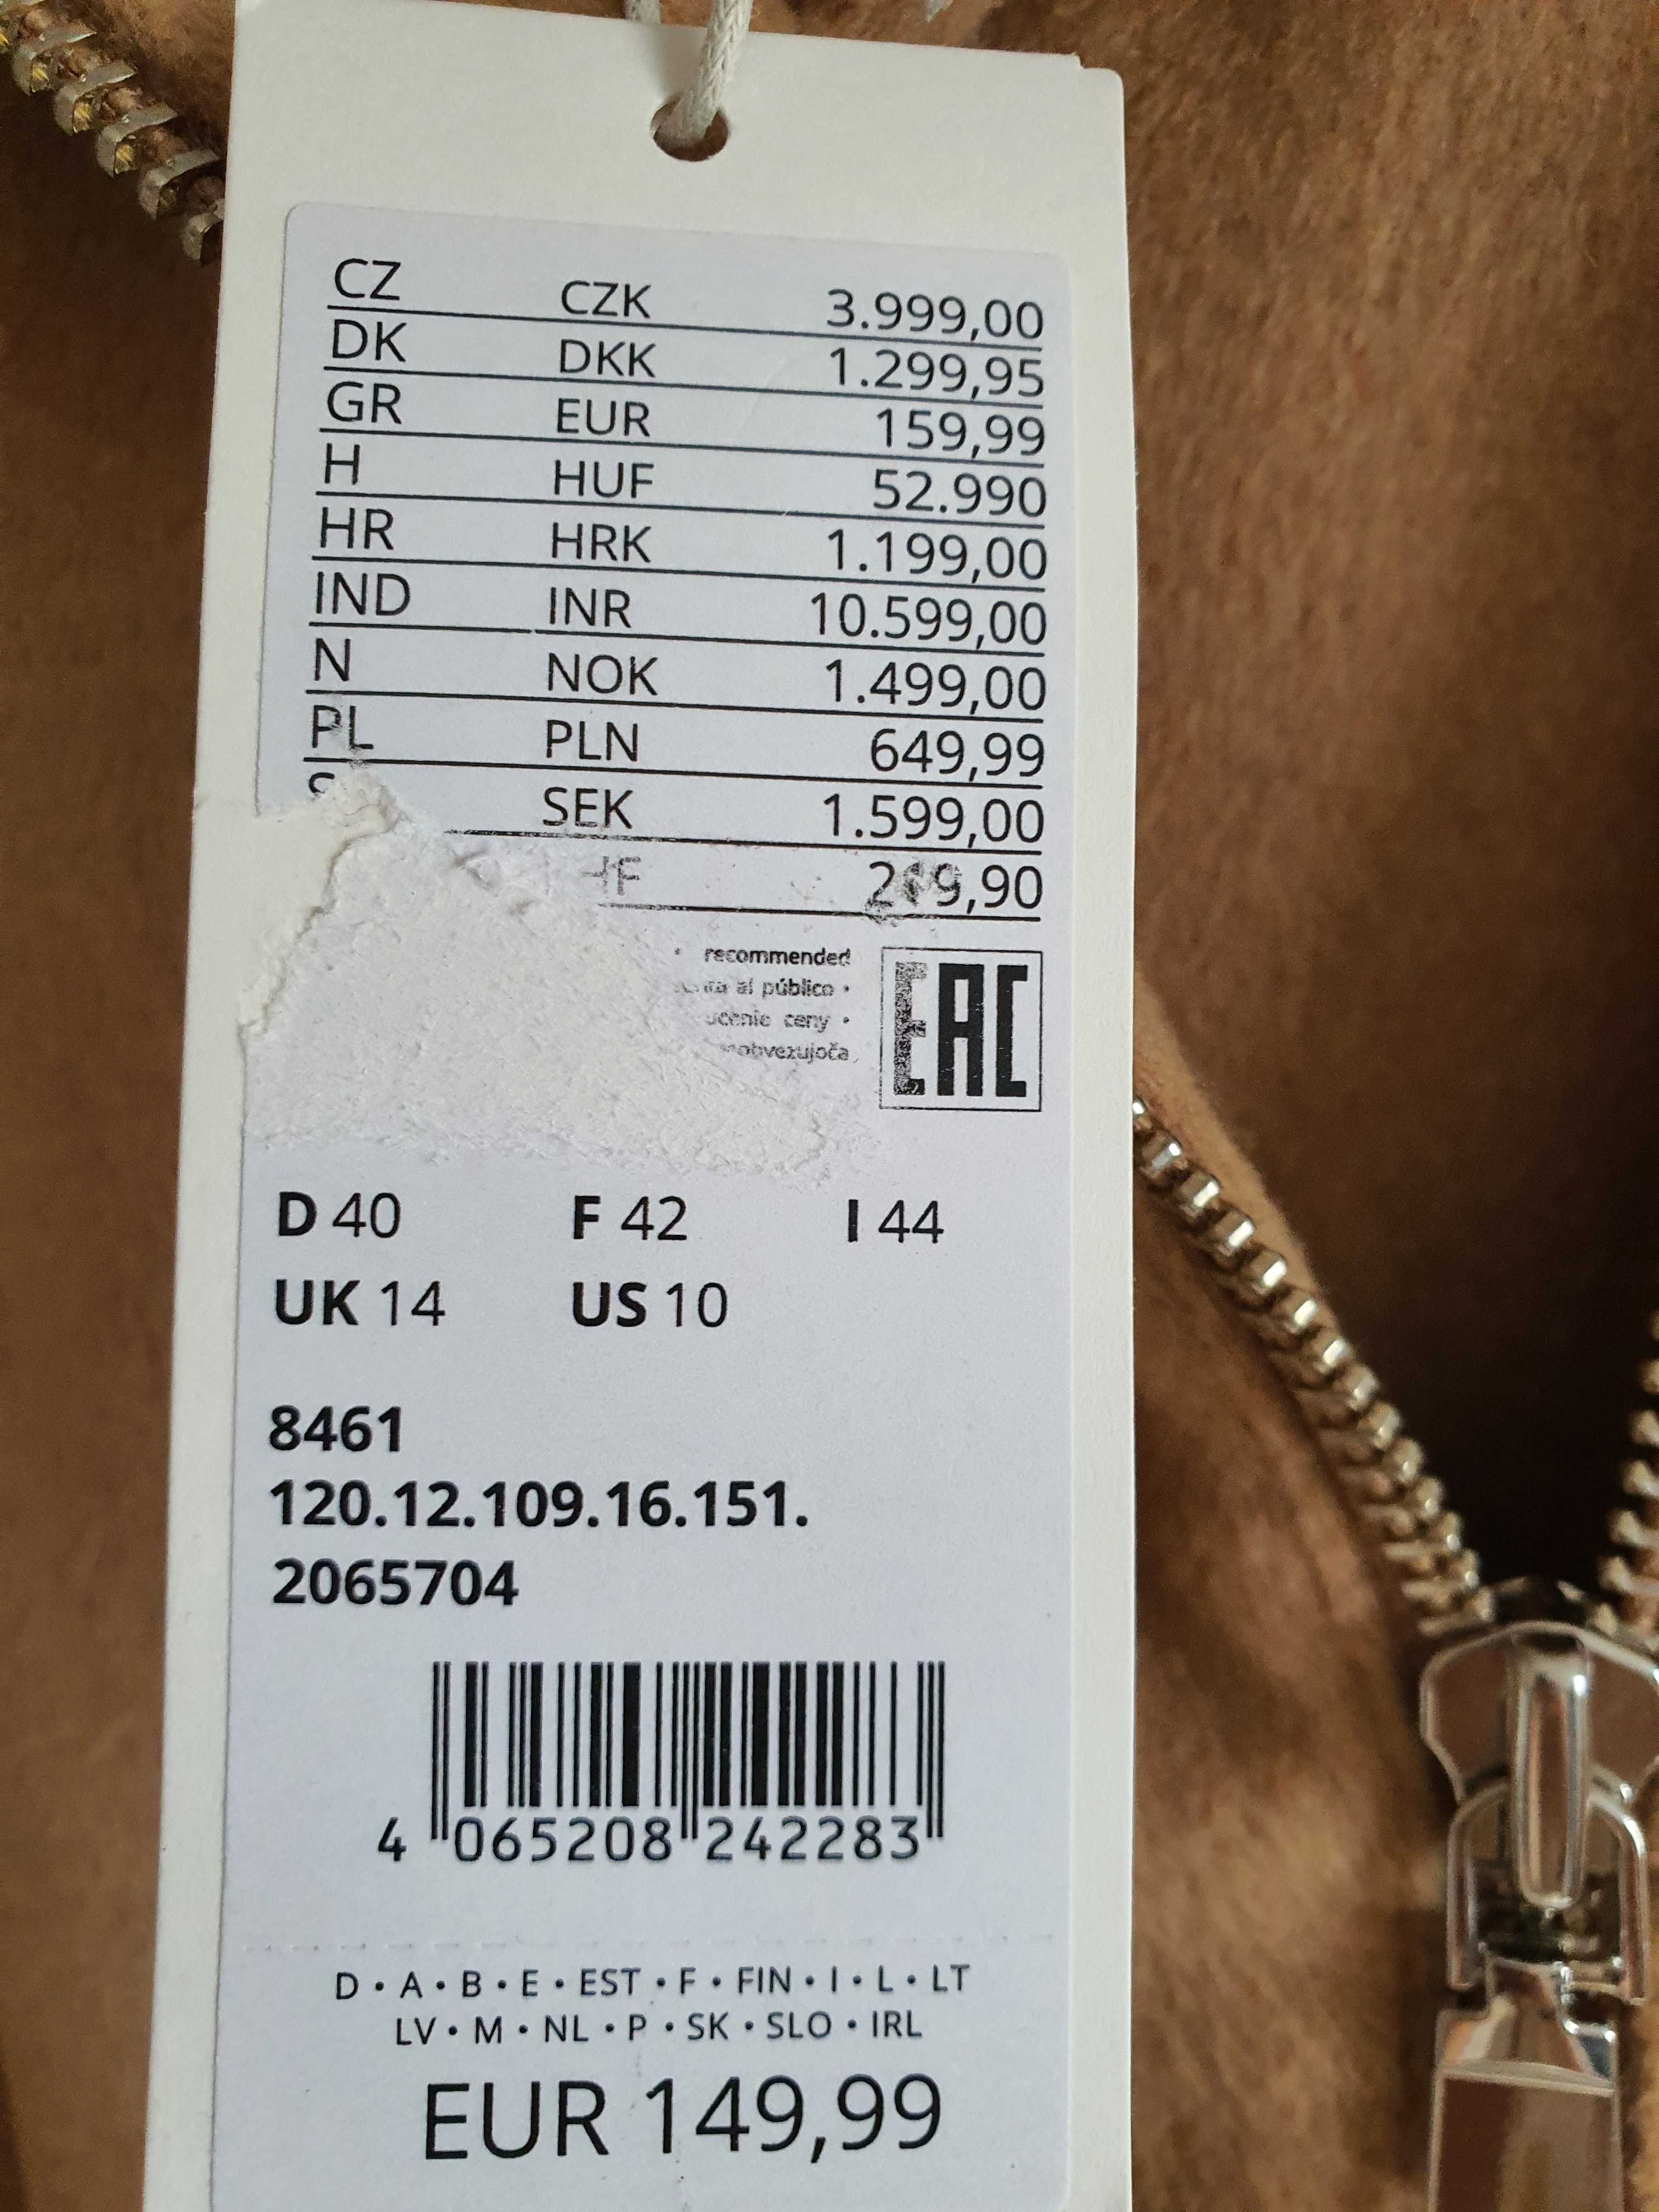 CZ CZK 3.999,00
DK DKK 1.299,95
GR EUR 159,99
H HUF 52.990
HR HRK 1.199,00
IND INR 10.599,00
N NOK 1.499,00
PL PLN 649,99
SEK 1.599,00
recommended
al público •
ceny •
EAC
D 40 F 42 I 44
UK 14 US 10
8461
120.12.109.16.151.
2065704
4 065208 242283
D • A • B • E • EST • F • FIN • I • L • LT
LV • M • NL • P • SK • SLO • IRL
EUR 149,99